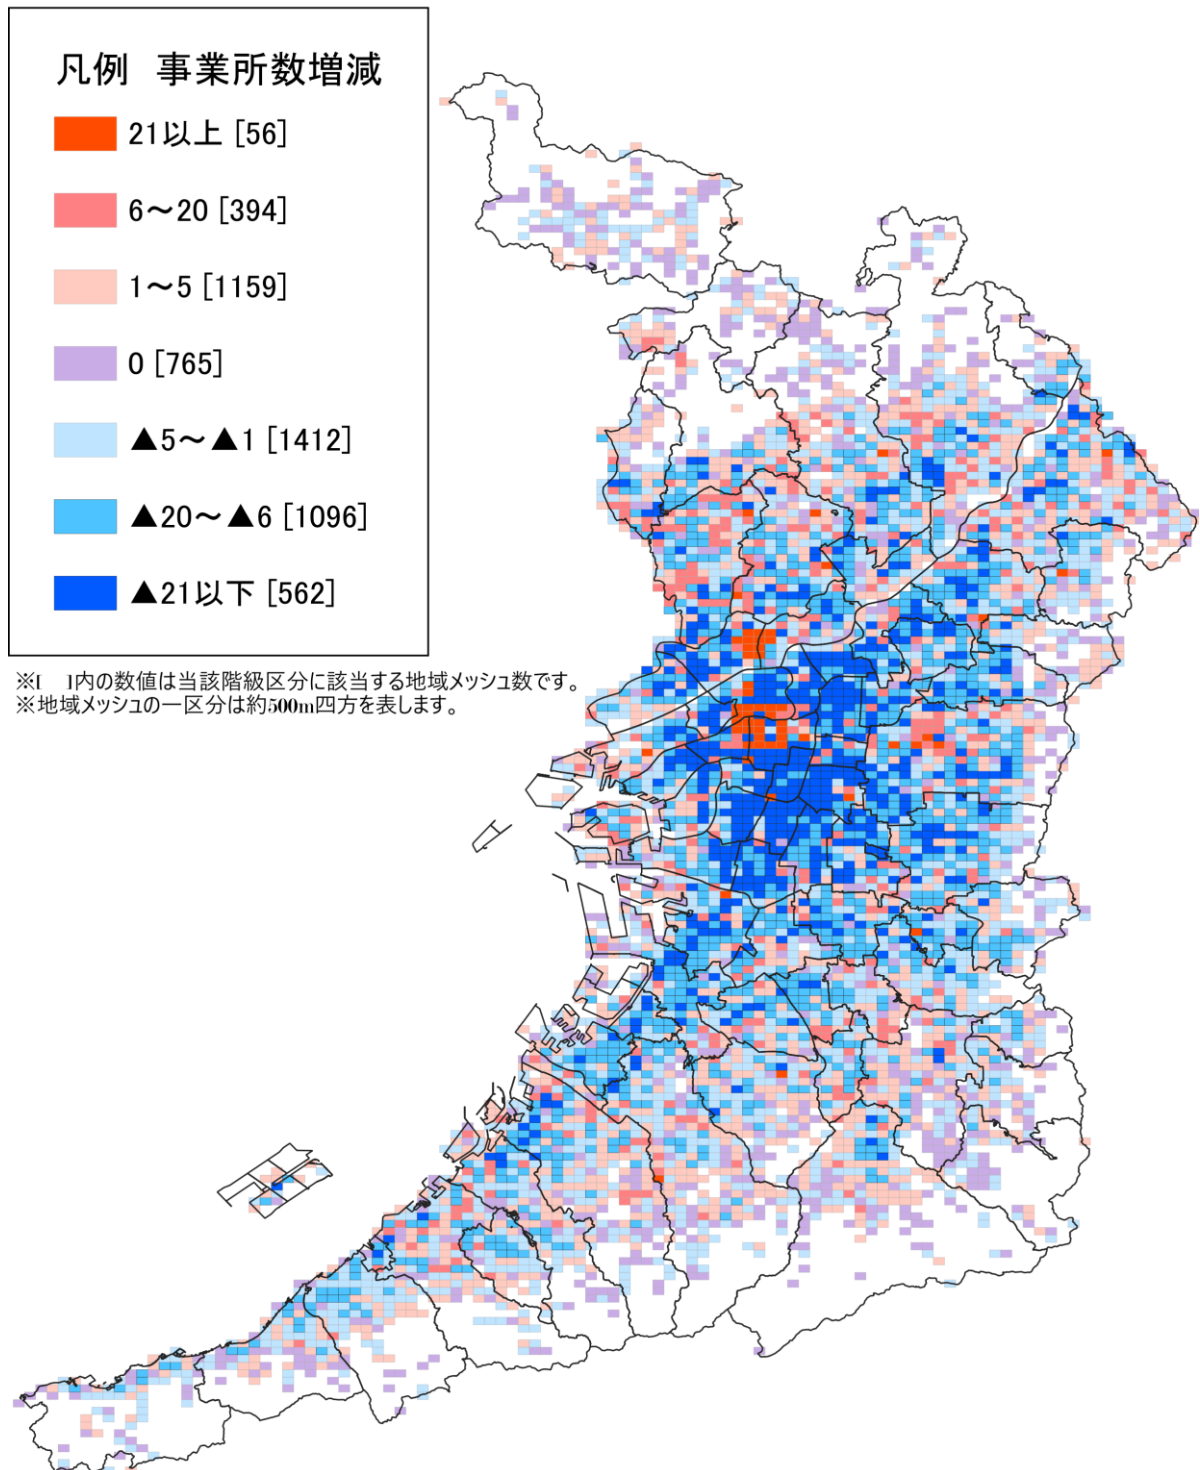 凡例 事業所数増減
21以上 [56]
6～20 [394]
1～5 [1159]
0 [765]
▲5～▲1 [1412]
▲20～▲6 [1096]
▲21以下 [562]
※[ ]内の数値は当該階級区分に該当する地域メッシュ数です。
※地域メッシュの一区分は約500m四方を表します。